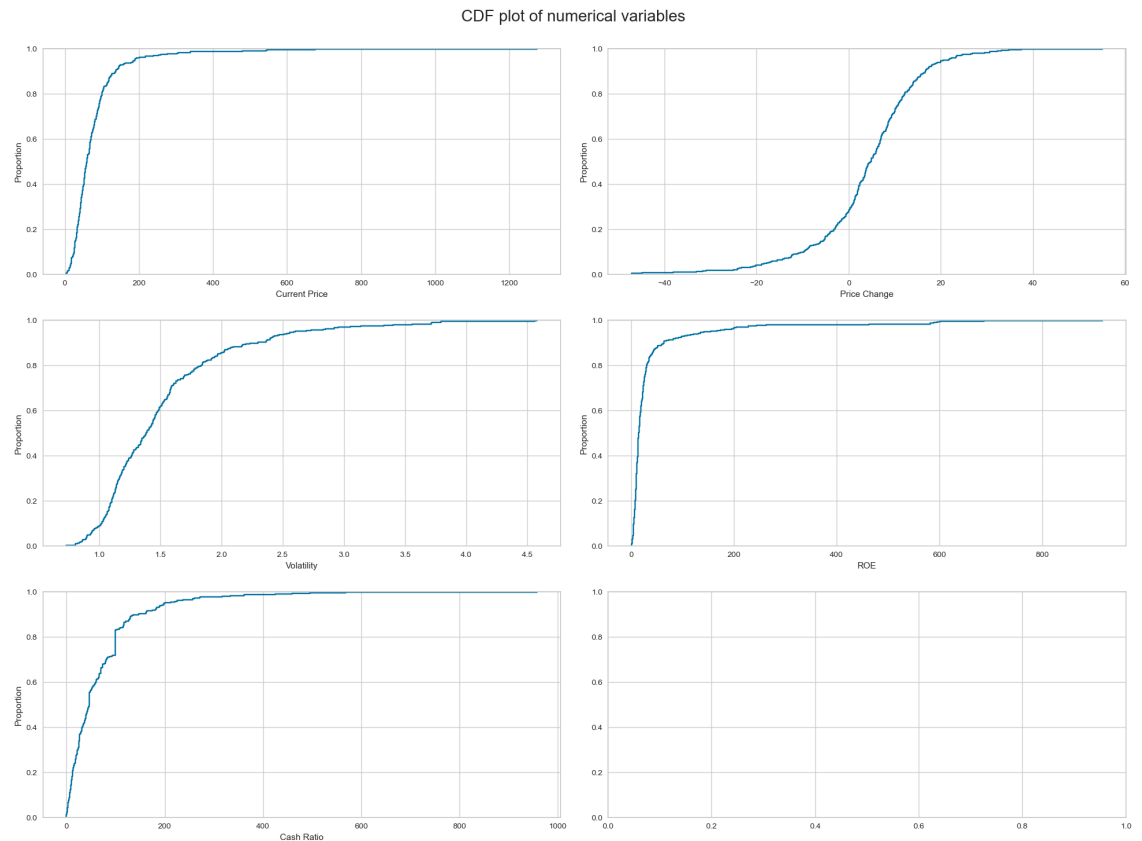 CDF plot of numerical variables
1.0
0.8
0.6
0.4
0.2
0.0
Proportion
0 200 400 600 800 1000 1200
Current Price
1.0
0.8
0.6
0.4
0.2
0.0
Proportion
−40 −20 0 20 40 60
Price Change
1.0
0.8
0.6
0.4
0.2
0.0
Proportion
1.0 1.5 2.0 2.5 3.0 3.5 4.0 4.5
Volatility
1.0
0.8
0.6
0.4
0.2
0.0
Proportion
0 200 400 600 800
ROE
1.0
0.8
0.6
0.4
0.2
0.0
Proportion
0 200 400 600 800 1000
Cash Ratio
1.0
0.8
0.6
0.4
0.2
0.0
0.0 0.2 0.4 0.6 0.8 1.0